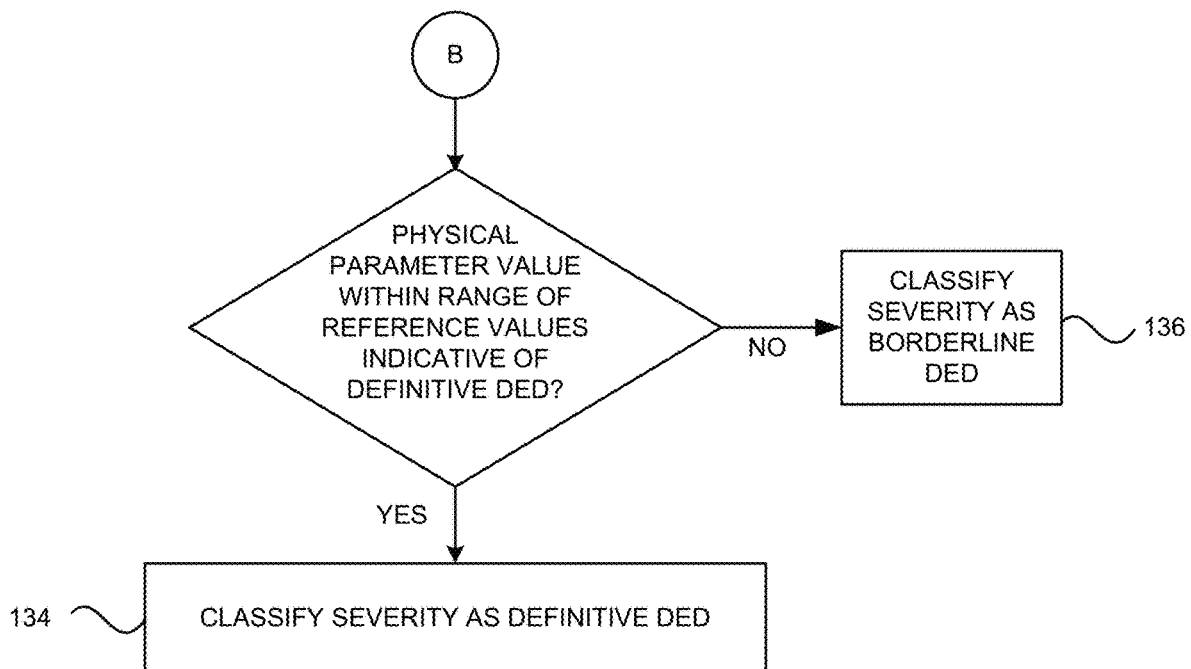 B
PHYSICAL
PARAMETER VALUE
WITHIN RANGE OF
REFERENCE VALUES
INDICATIVE OF
DEFINITIVE DED?
NO
CLASSIFY
SEVERITY AS
BORDERLINE
DED
136
YES
134
CLASSIFY SEVERITY AS DEFINITIVE DED